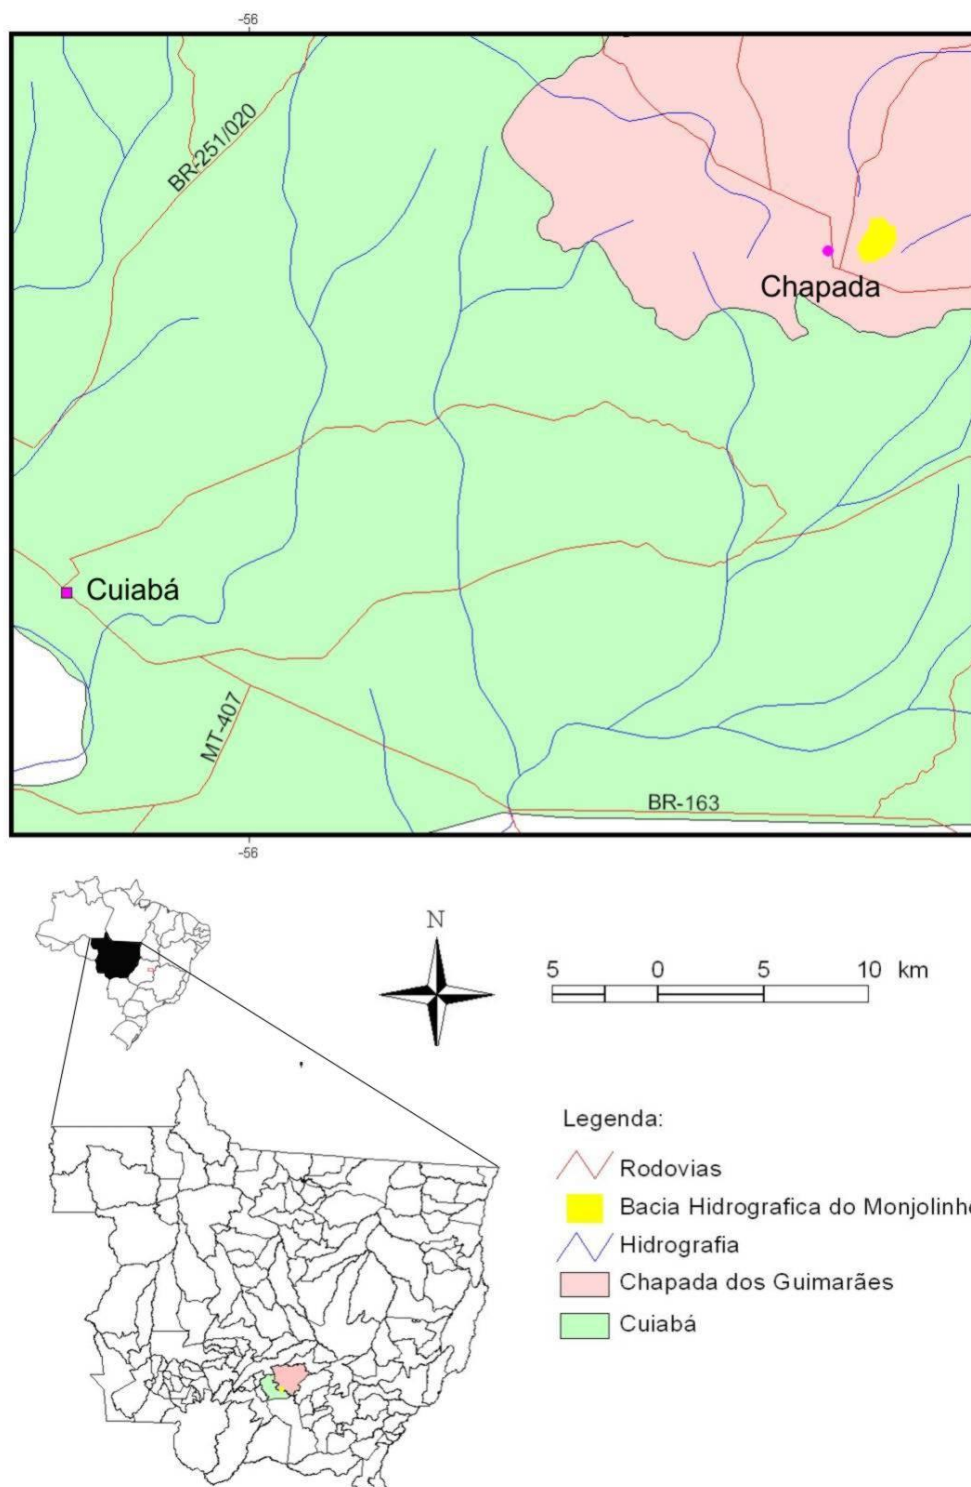 -56
BR-251/020
Chapada
Cuiabá
MT-407
BR-163
-56
N
5 0 5 10 km
Legenda:
Rodovias
Bacia Hidrografica do Monjolinho
Hidrografia
Chapada dos Guimarães
Cuiabá